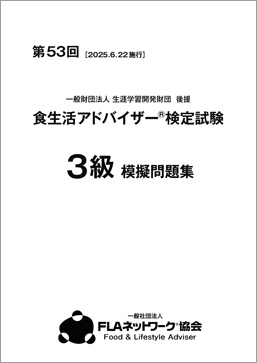 第53回 [2025.6.22施行]
一般財団法人 生涯学習開発財団 後援
食生活アドバイザー®検定試験
3級 模擬問題集
一般社団法人
FLAネットワーク®協会
Food & Lifestyle Adviser